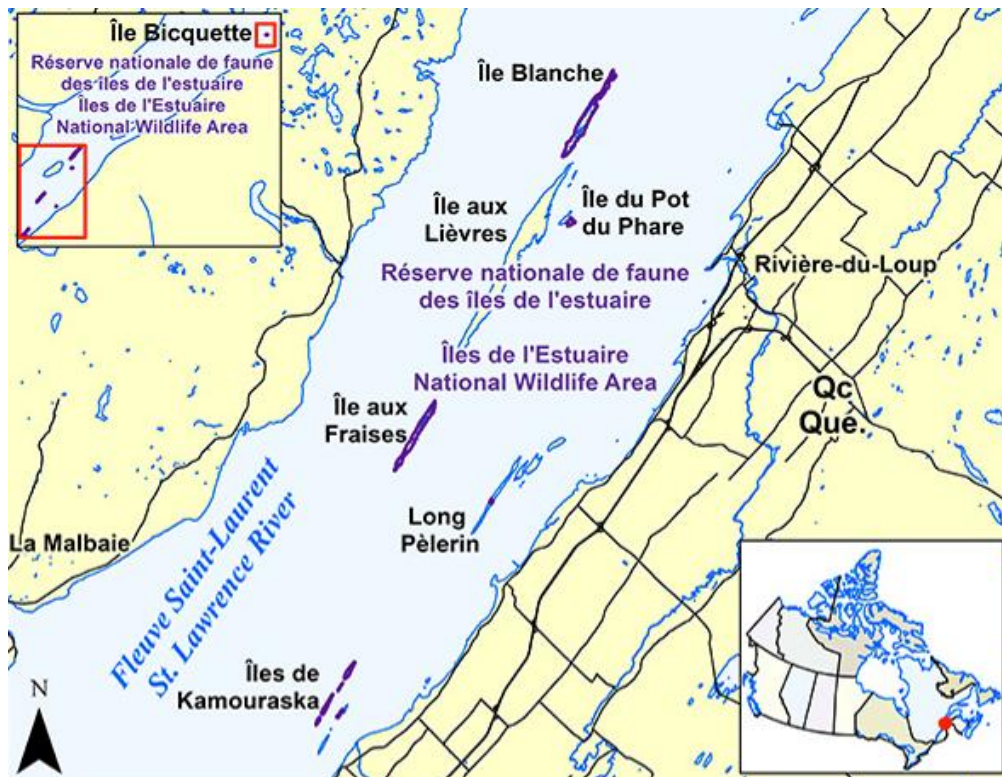 Île Bicquette
Réserve nationale de faune
des îles de l'estuaire
Îles de l'Estuaire
National Wildlife Area
Île Blanche
Île aux
Lièvres
Île du Pot
du Phare
Réserve nationale de faune
des îles de l'estuaire
Rivière-du-Loup
Îles de l'Estuaire
National Wildlife Area
Qc
Que.
Île aux
Fraises
Long
Pèlerin
La Malbaie
Fleuve Saint-Laurent
St. Lawrence River
Îles de
Kamouraska
N